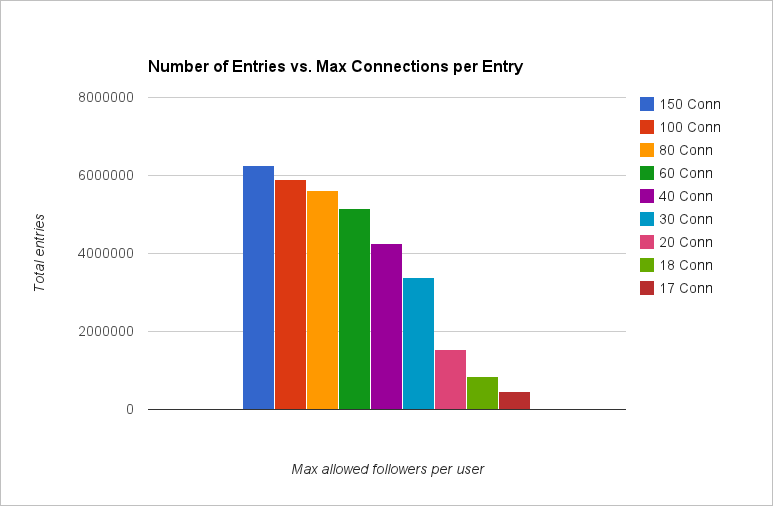 Number of Entries vs. Max Connections per Entry
8000000
6000000
4000000
2000000
0
Total entries
Max allowed followers per user
150 Conn
100 Conn
80 Conn
60 Conn
40 Conn
30 Conn
20 Conn
18 Conn
17 Conn